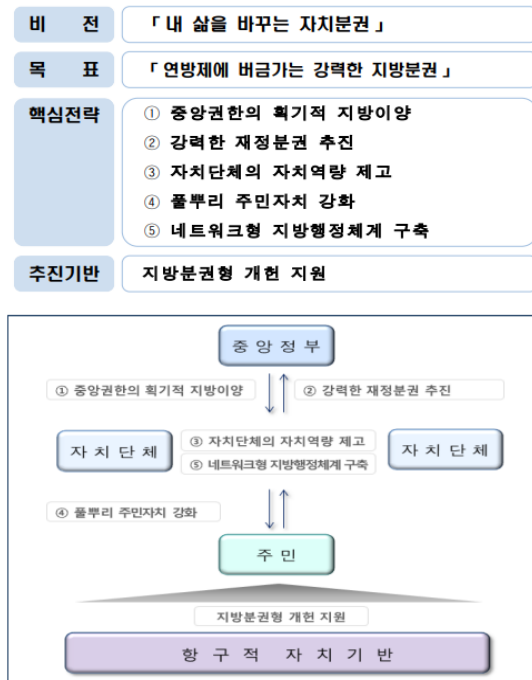 비 전
「내 삶을 바꾸는 자치분권」
목 표
「연방제에 버금가는 강력한 지방분권」
핵심전략
① 중앙권한의 획기적 지방이양
② 강력한 재정분권 추진
③ 자치단체의 자치역량 제고
④ 풀뿌리 주민자치 강화
⑤ 네트워크형 지방행정체계 구축
추진기반
지방분권형 개헌 지원
중 앙 정 부
① 중앙권한의 획기적 지방이양
② 강력한 재정분권 추진
자 치 단 체
③ 자치단체의 자치역량 제고
⑤ 네트워크형 지방행정체계 구축
자 치 단 체
④ 풀뿌리 주민자치 강화
주 민
지방분권형 개헌 지원
항 구 적 자 치 기 반